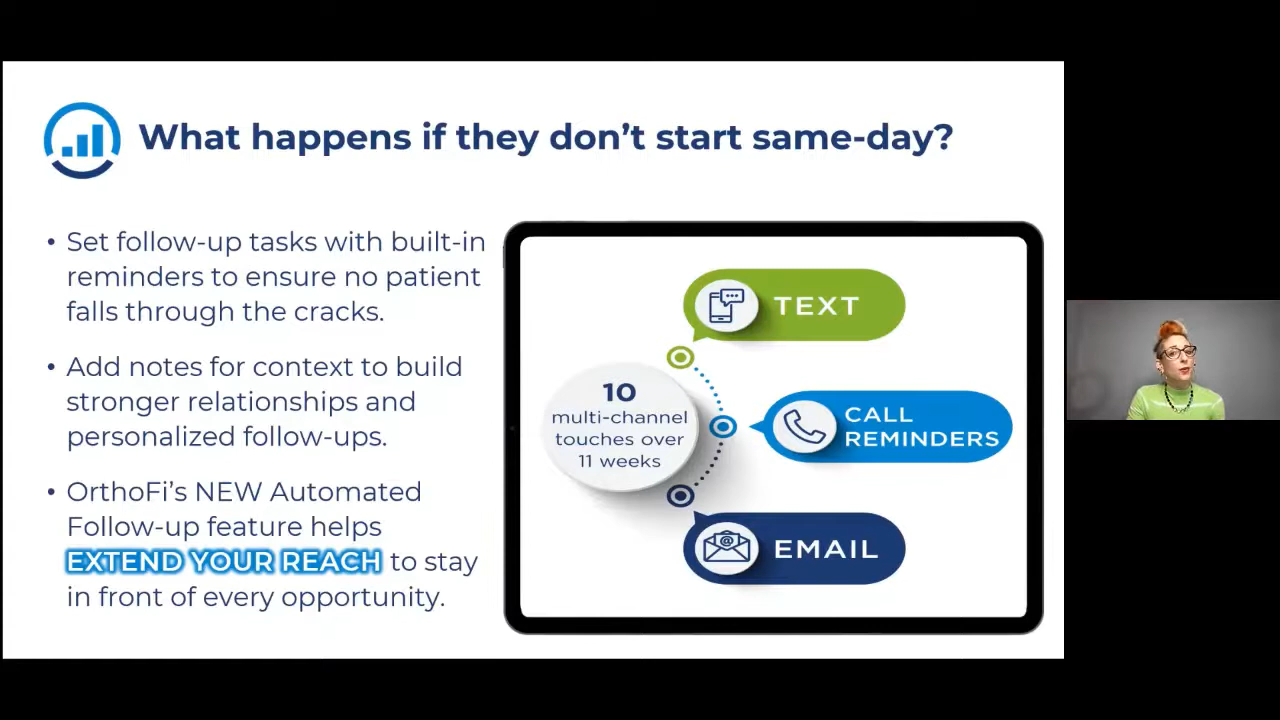 What happens if they don’t start same-day?
• Set follow-up tasks with built-in
reminders to ensure no patient
falls through the cracks.
• Add notes for context to build
stronger relationships and
personalized follow-ups.
• OrthoFi’s NEW Automated
Follow-up feature helps
EXTEND YOUR REACH to stay
in front of every opportunity.
10
multi-channel
touches over
11 weeks
TEXT
CALL
REMINDERS
EMAIL